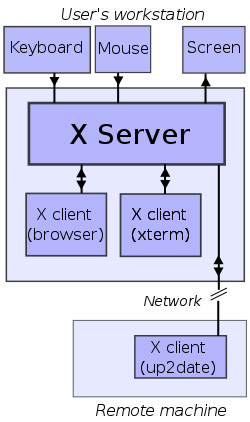 User's workstation
Keyboard
Mouse
Screen
X Server
X client
(browser)
X client
(xterm)
Network
X client
(up2date)
Remote machine